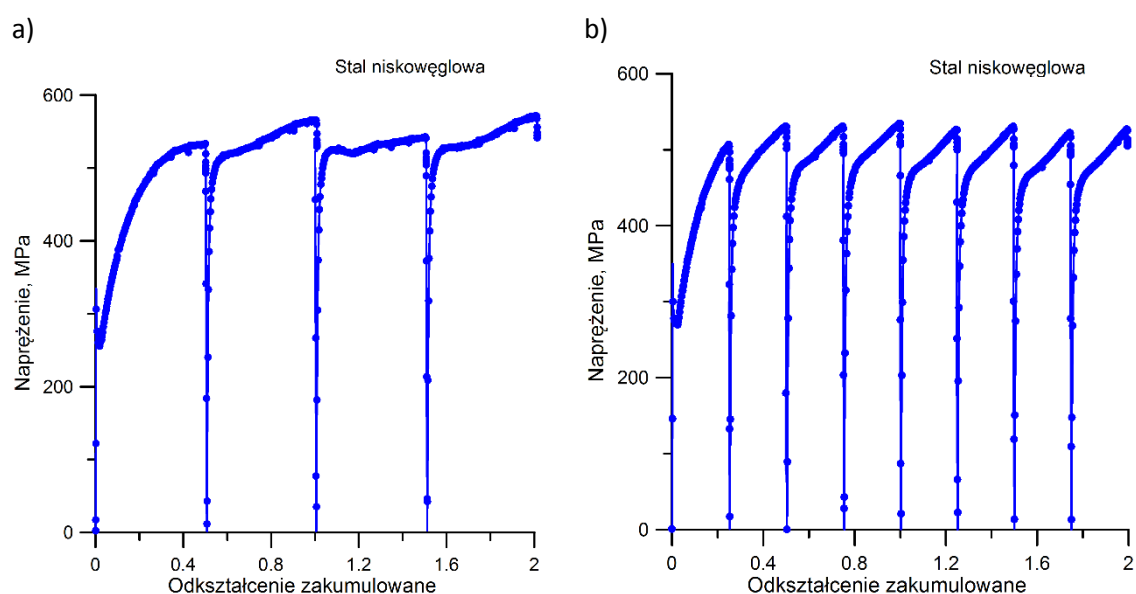 a)
Stal niskowęglowa
600
400
200
0
Naprężenie, MPa
0 0.4 0.8 1.2 1.6 2
Odkształcenie zakumulowane
b)
Stal niskowęglowa
600
400
200
0
Naprężenie, MPa
0 0.4 0.8 1.2 1.6 2
Odkształcenie zakumulowane